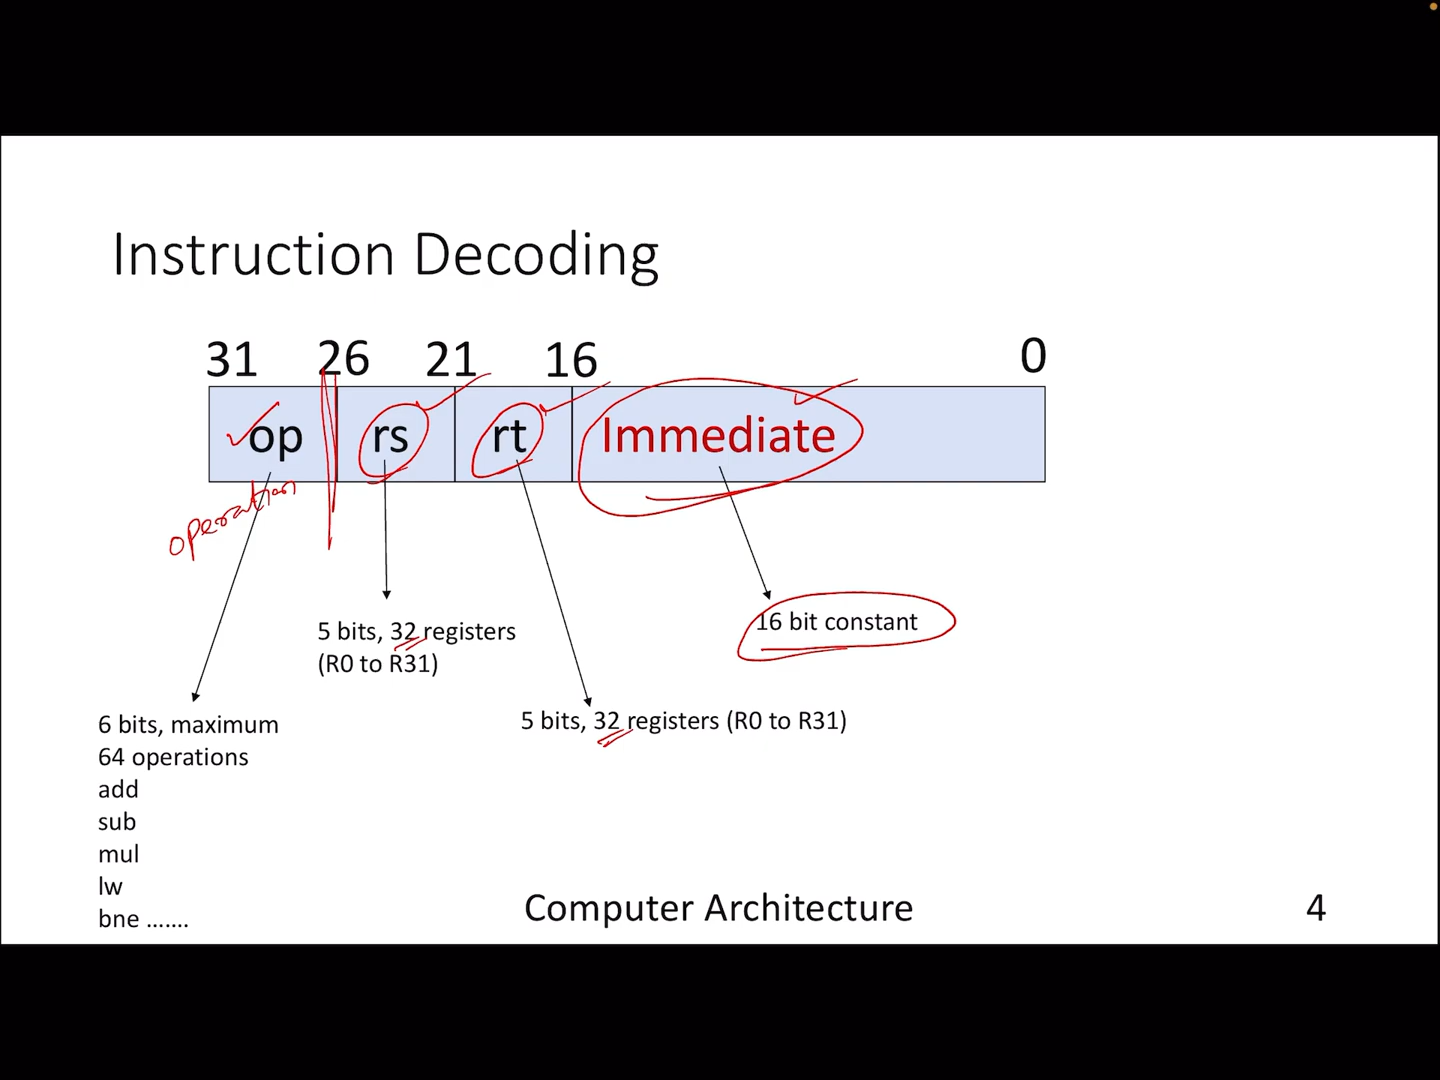 Instruction Decoding
31 26 21 16 0
op rs rt Immediate
operation
5 bits, 32 registers
(R0 to R31)
16 bit constant
6 bits, maximum
64 operations
add
sub
mul
lw
bne .......
5 bits, 32 registers (R0 to R31)
Computer Architecture
4